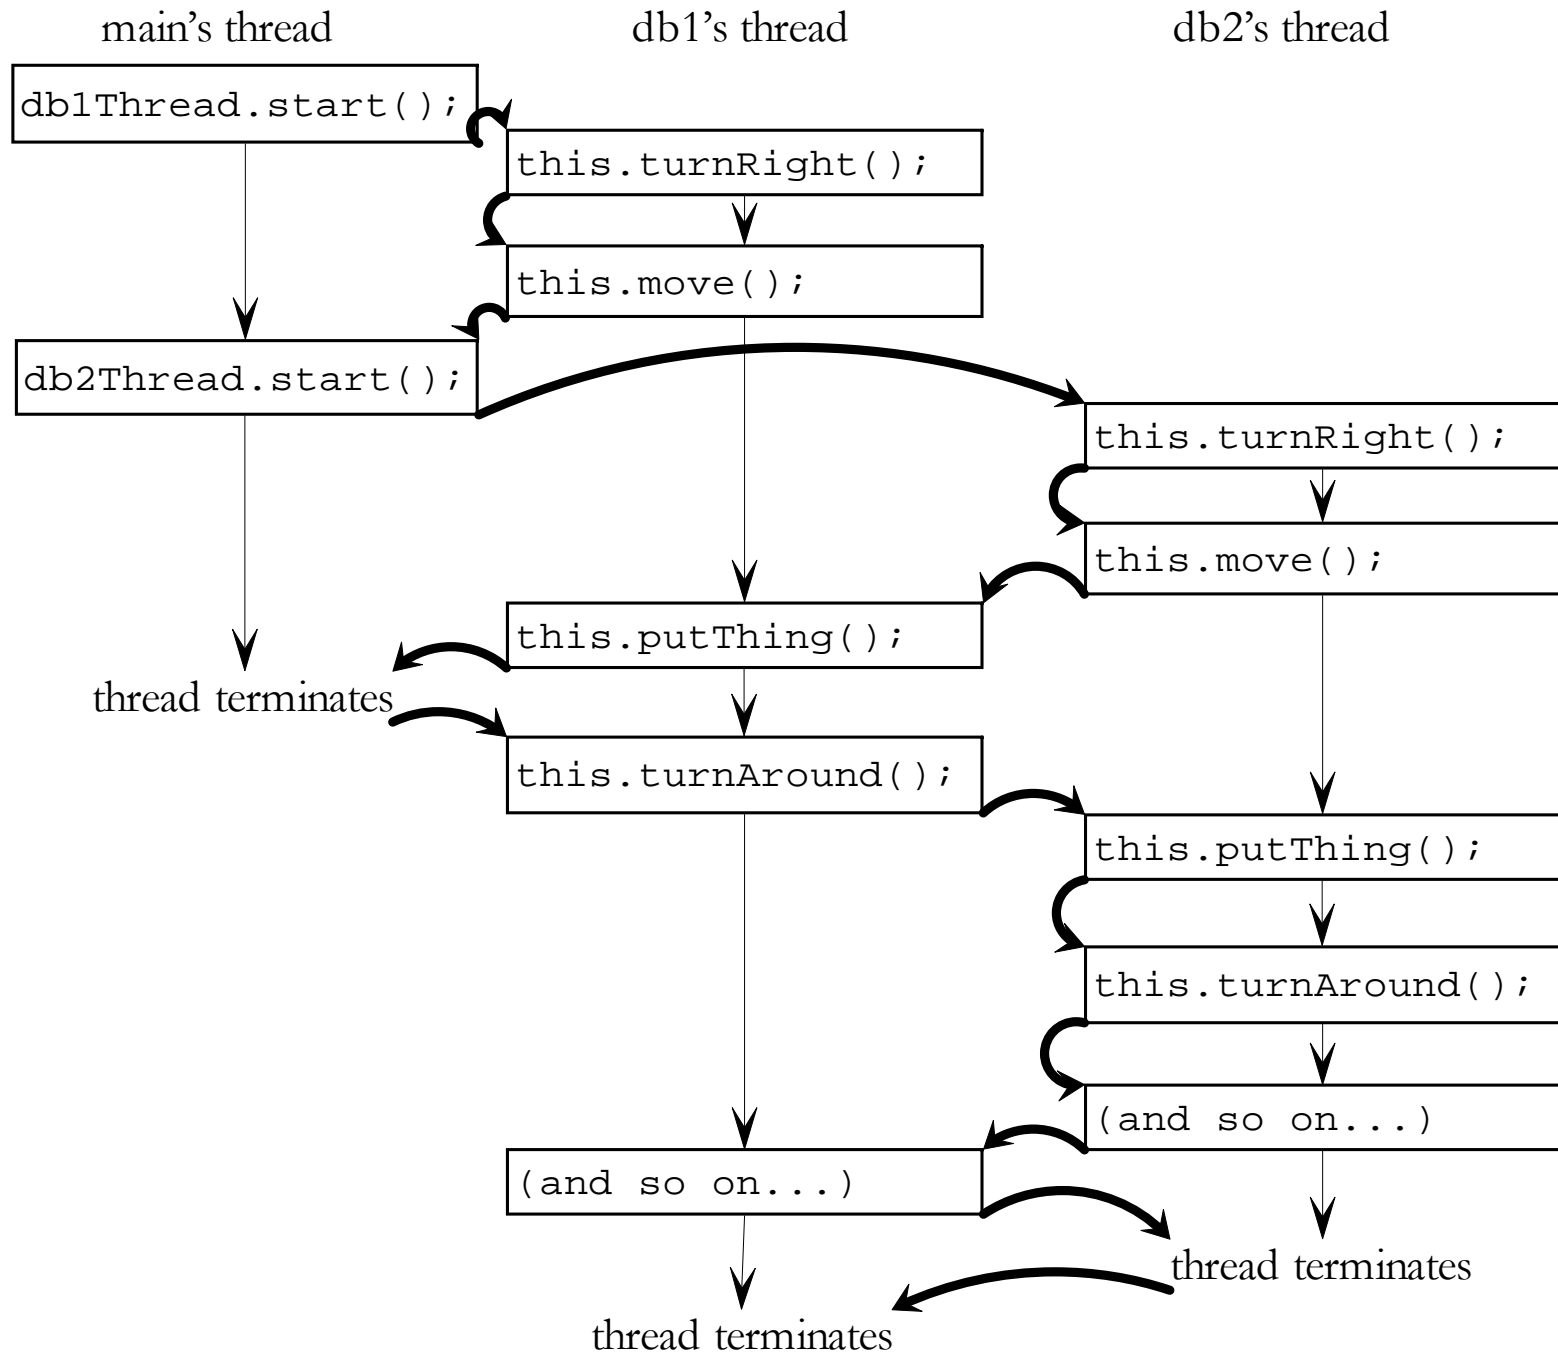 main’s thread
db1’s thread
db2’s thread
db1Thread.start();
this.turnRight();
this.move();
db2Thread.start();
this.turnRight();
this.move();
this.putThing();
thread terminates
this.turnAround();
this.putThing();
this.turnAround();
(and so on...)
(and so on...)
thread terminates
thread terminates